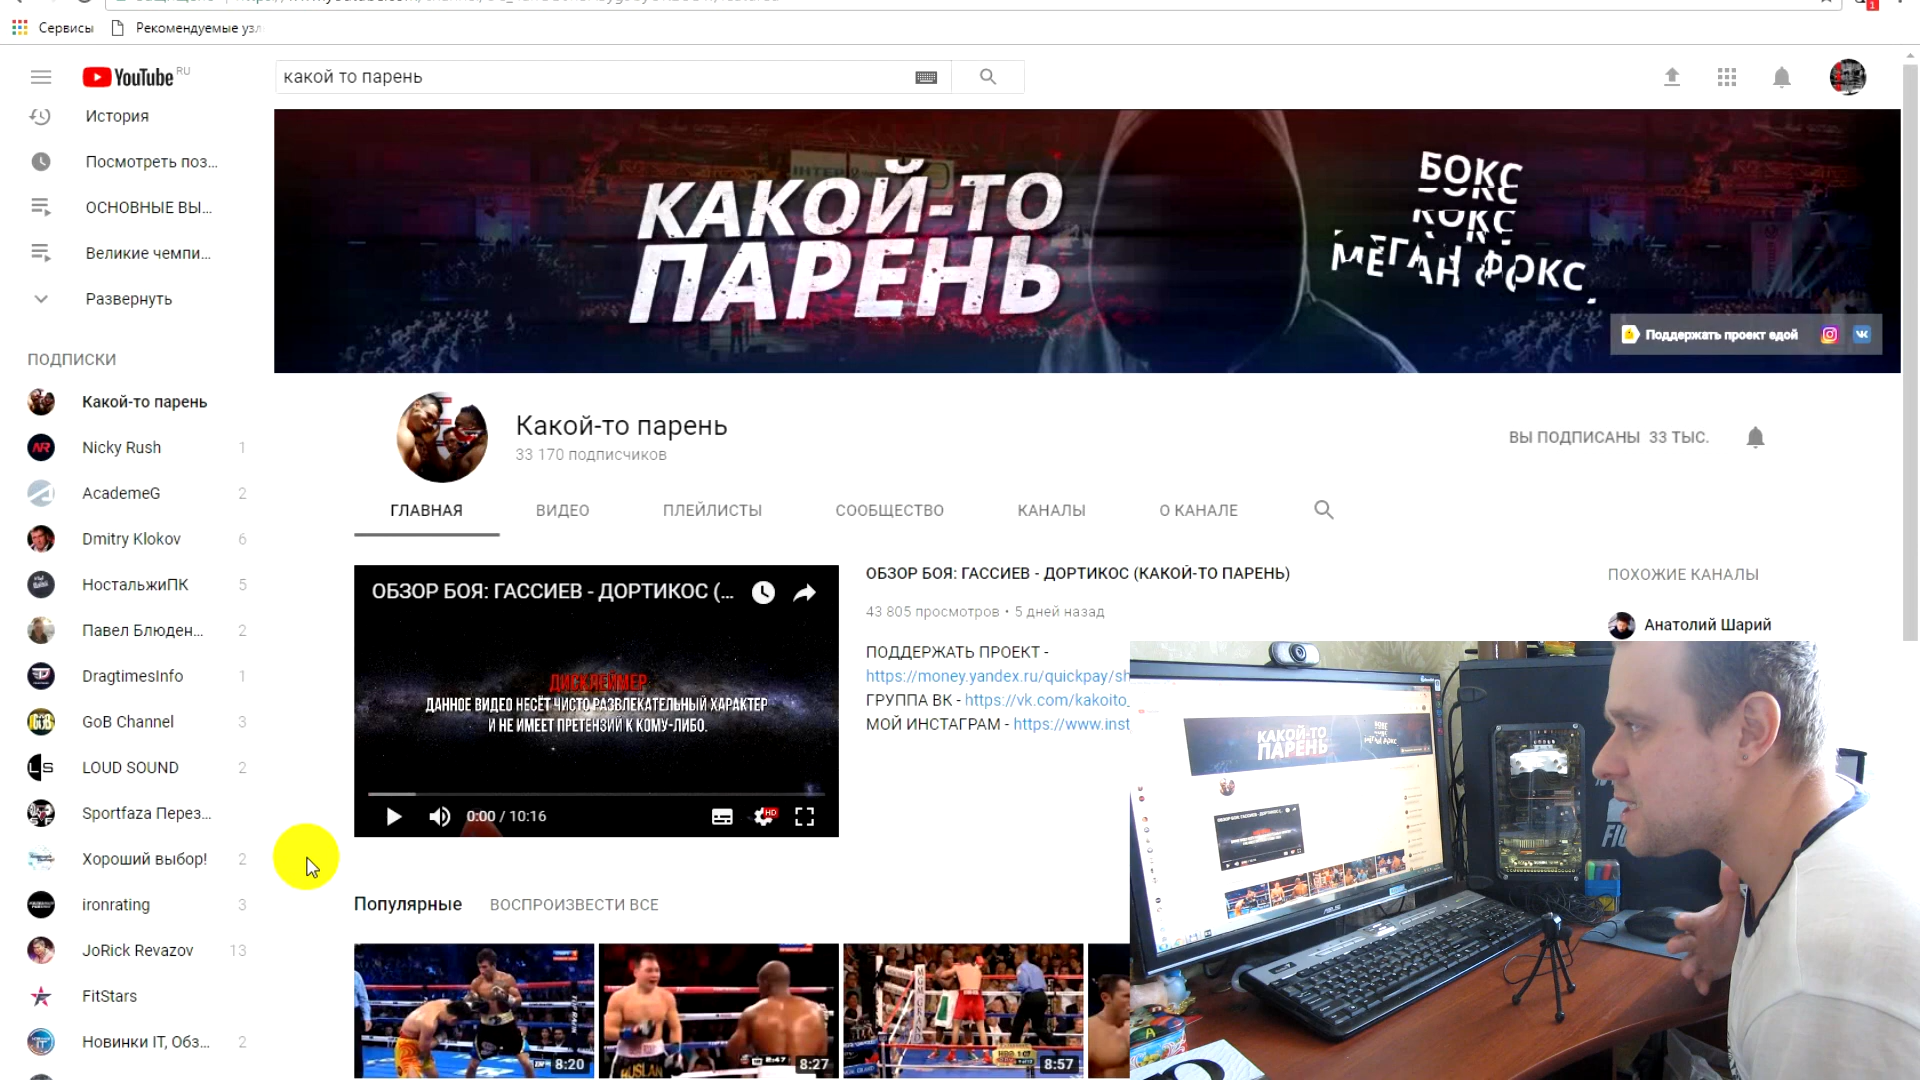 Сервисы
Рекомендуемые узл
YouTube RU
какой то парень
История
Посмотреть поз...
ОСНОВНЫЕ ВЫ...
Великие чемпи...
Развернуть
ПОДПИСКИ
Какой-то парень
Nicky Rush 1
AcademeG 2
Dmitry Klokov 6
НостальжиПК 5
Павел Блюден... 2
DragtimesInfo 1
GoB Channel 3
LOUD SOUND 2
Sportfaza Перез...
Хороший выбор! 2
ironrating 3
JoRick Revazov 13
FitStars
Новинки IT, Обз... 2
КАКОЙ-ТО
ПАРЕНЬ
БОКС
КОКС
МЕГАН ФОКС
Поддержать проект едой
Какой-то парень
33 170 подписчиков
ВЫ ПОДПИСАНЫ 33 ТЫС.
ГЛАВНАЯ
ВИДЕО
ПЛЕЙЛИСТЫ
СООБЩЕСТВО
КАНАЛЫ
О КАНАЛЕ
ОБЗОР БОЯ: ГАССИЕВ - ДОРТИКОС (...
ДИСКЛЕЙМЕР
ДАННОЕ ВИДЕО НЕСЁТ ЧИСТО РАЗВЛЕКАТЕЛЬНЫЙ ХАРАКТЕР
И НЕ ИМЕЕТ ПРЕТЕНЗИЙ К КОМУ-ЛИБО.
0:00 / 10:16
HD
ОБЗОР БОЯ: ГАССИЕВ - ДОРТИКОС (КАКОЙ-ТО ПАРЕНЬ)
43 805 просмотров • 5 дней назад
ПОДДЕРЖАТЬ ПРОЕКТ -
https://money.yandex.ru/quickpay/sh
ГРУППА ВК - https://vk.com/kakoito_
МОЙ ИНСТАГРАМ - https://www.inst
ПОХОЖИЕ КАНАЛЫ
Анатолий Шарий
Популярные
ВОСПРОИЗВЕСТИ ВСЕ
8:20
8:27
8:57
КАКОЙ-ТО
ПАРЕНЬ